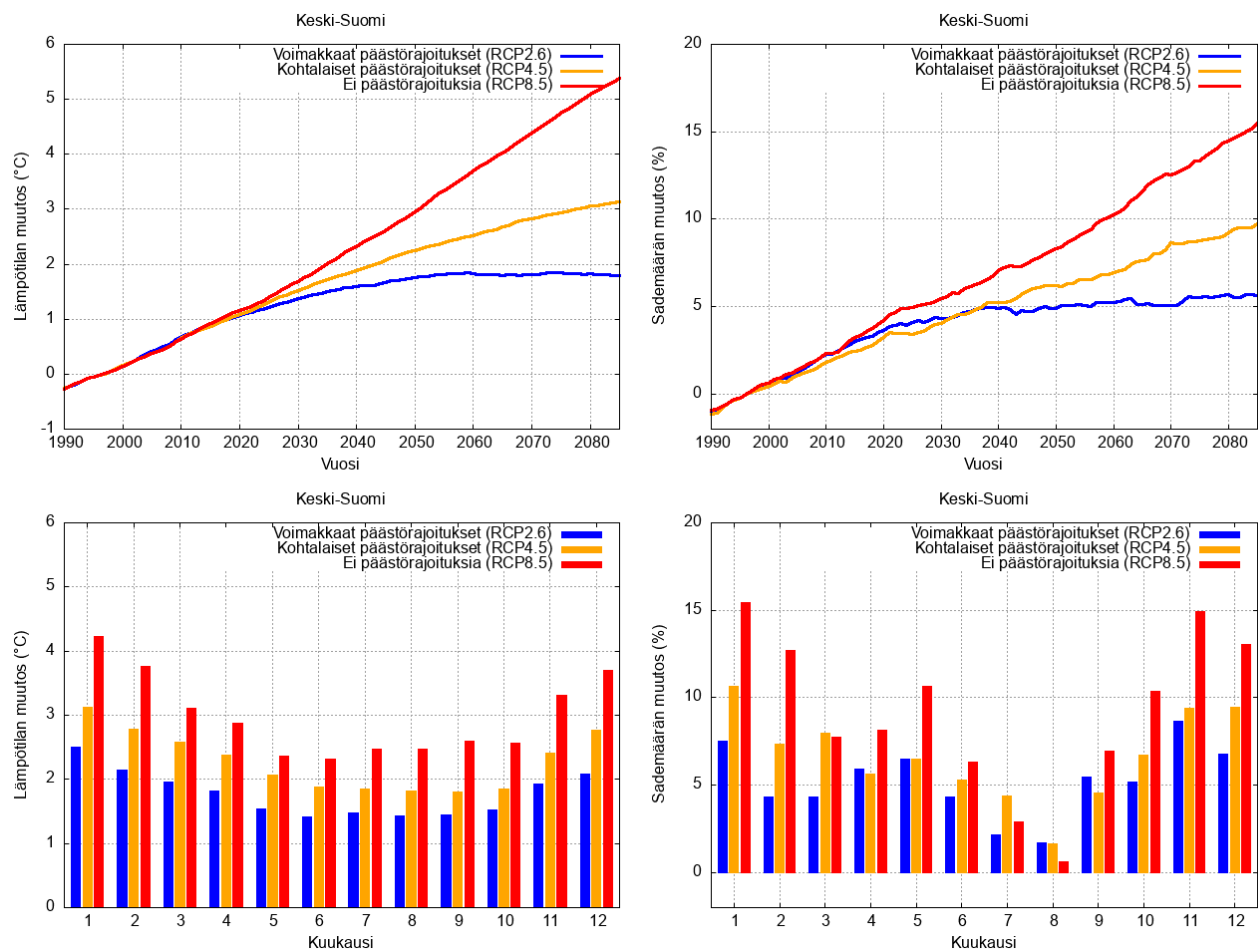 Keski-Suomi
6
5
4
3
2
1
0
-1
Lämpötilan muutos (°C)
Voimakkaat päästörajoitukset (RCP2.6)
Kohtalaiset päästörajoitukset (RCP4.5)
Ei päästörajoituksia (RCP8.5)
1990 2000 2010 2020 2030 2040 2050 2060 2070 2080
Vuosi
Keski-Suomi
20
15
10
5
0
Sademäärän muutos (%)
Voimakkaat päästörajoitukset (RCP2.6)
Kohtalaiset päästörajoitukset (RCP4.5)
Ei päästörajoituksia (RCP8.5)
1990 2000 2010 2020 2030 2040 2050 2060 2070 2080
Vuosi
Keski-Suomi
6
5
4
3
2
1
0
Lämpötilan muutos (°C)
Voimakkaat päästörajoitukset (RCP2.6)
Kohtalaiset päästörajoitukset (RCP4.5)
Ei päästörajoituksia (RCP8.5)
1 2 3 4 5 6 7 8 9 10 11 12
Kuukausi
Keski-Suomi
20
15
10
5
0
Sademäärän muutos (%)
Voimakkaat päästörajoitukset (RCP2.6)
Kohtalaiset päästörajoitukset (RCP4.5)
Ei päästörajoituksia (RCP8.5)
1 2 3 4 5 6 7 8 9 10 11 12
Kuukausi